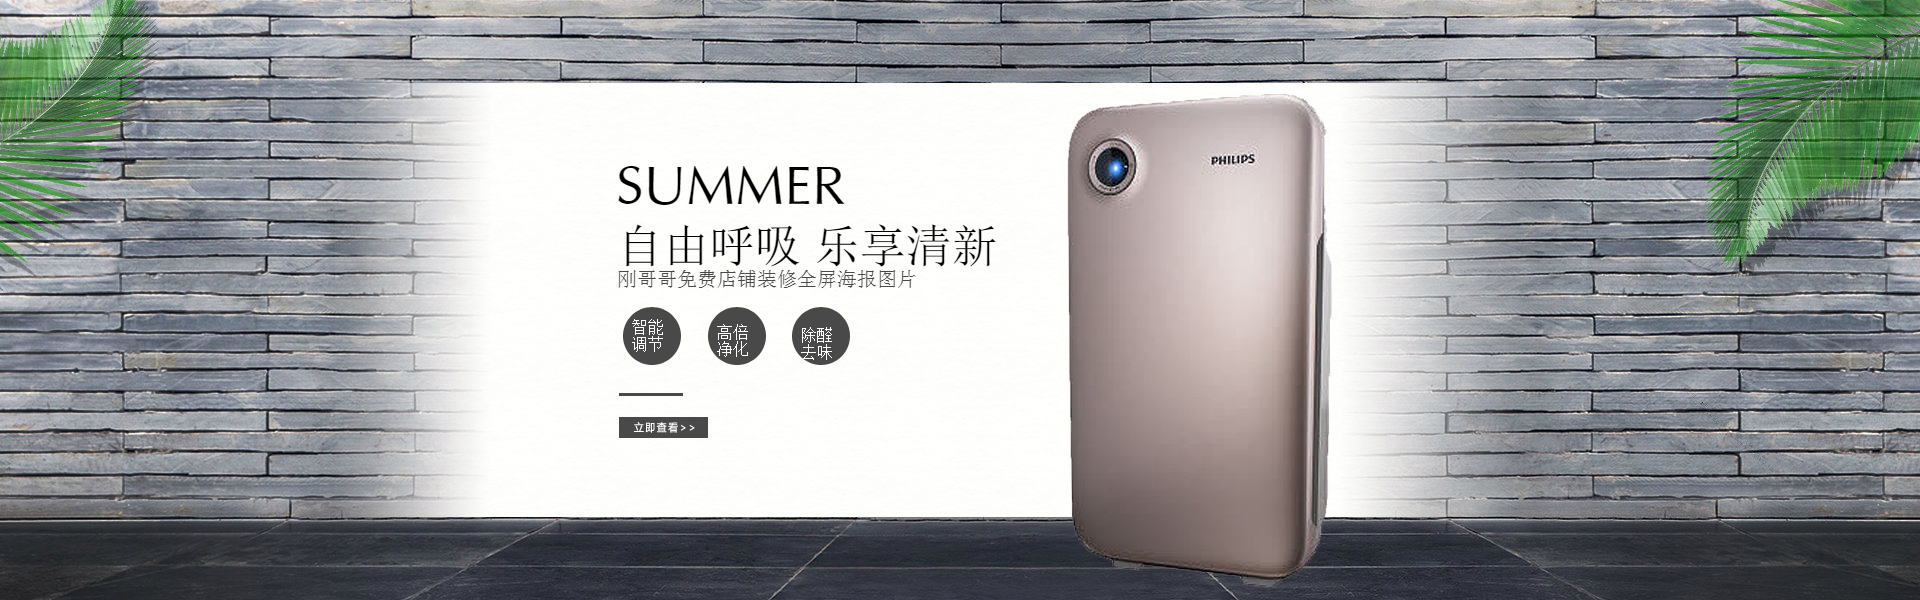 SUMMER
自由呼吸 乐享清新
刚哥哥免费店铺装修全屏海报图片
智能
调节
高倍
净化
除醛
去味
立即查看>>
PHILIPS